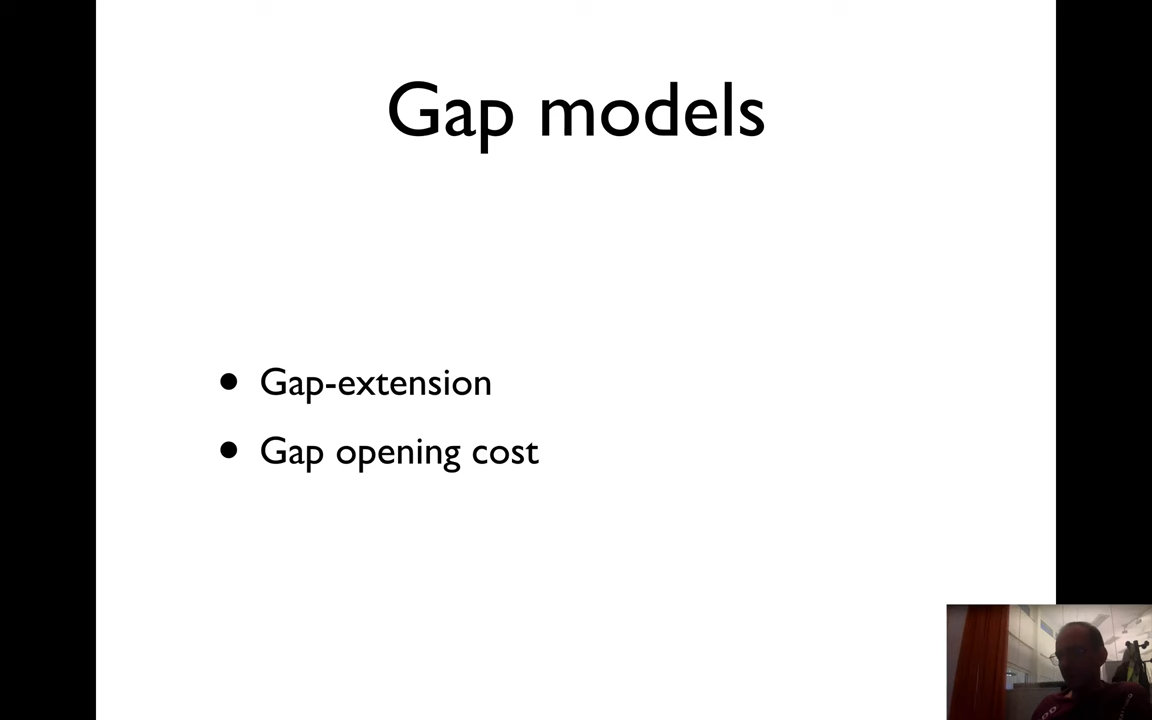 Gap models
• Gap-extension
• Gap opening cost